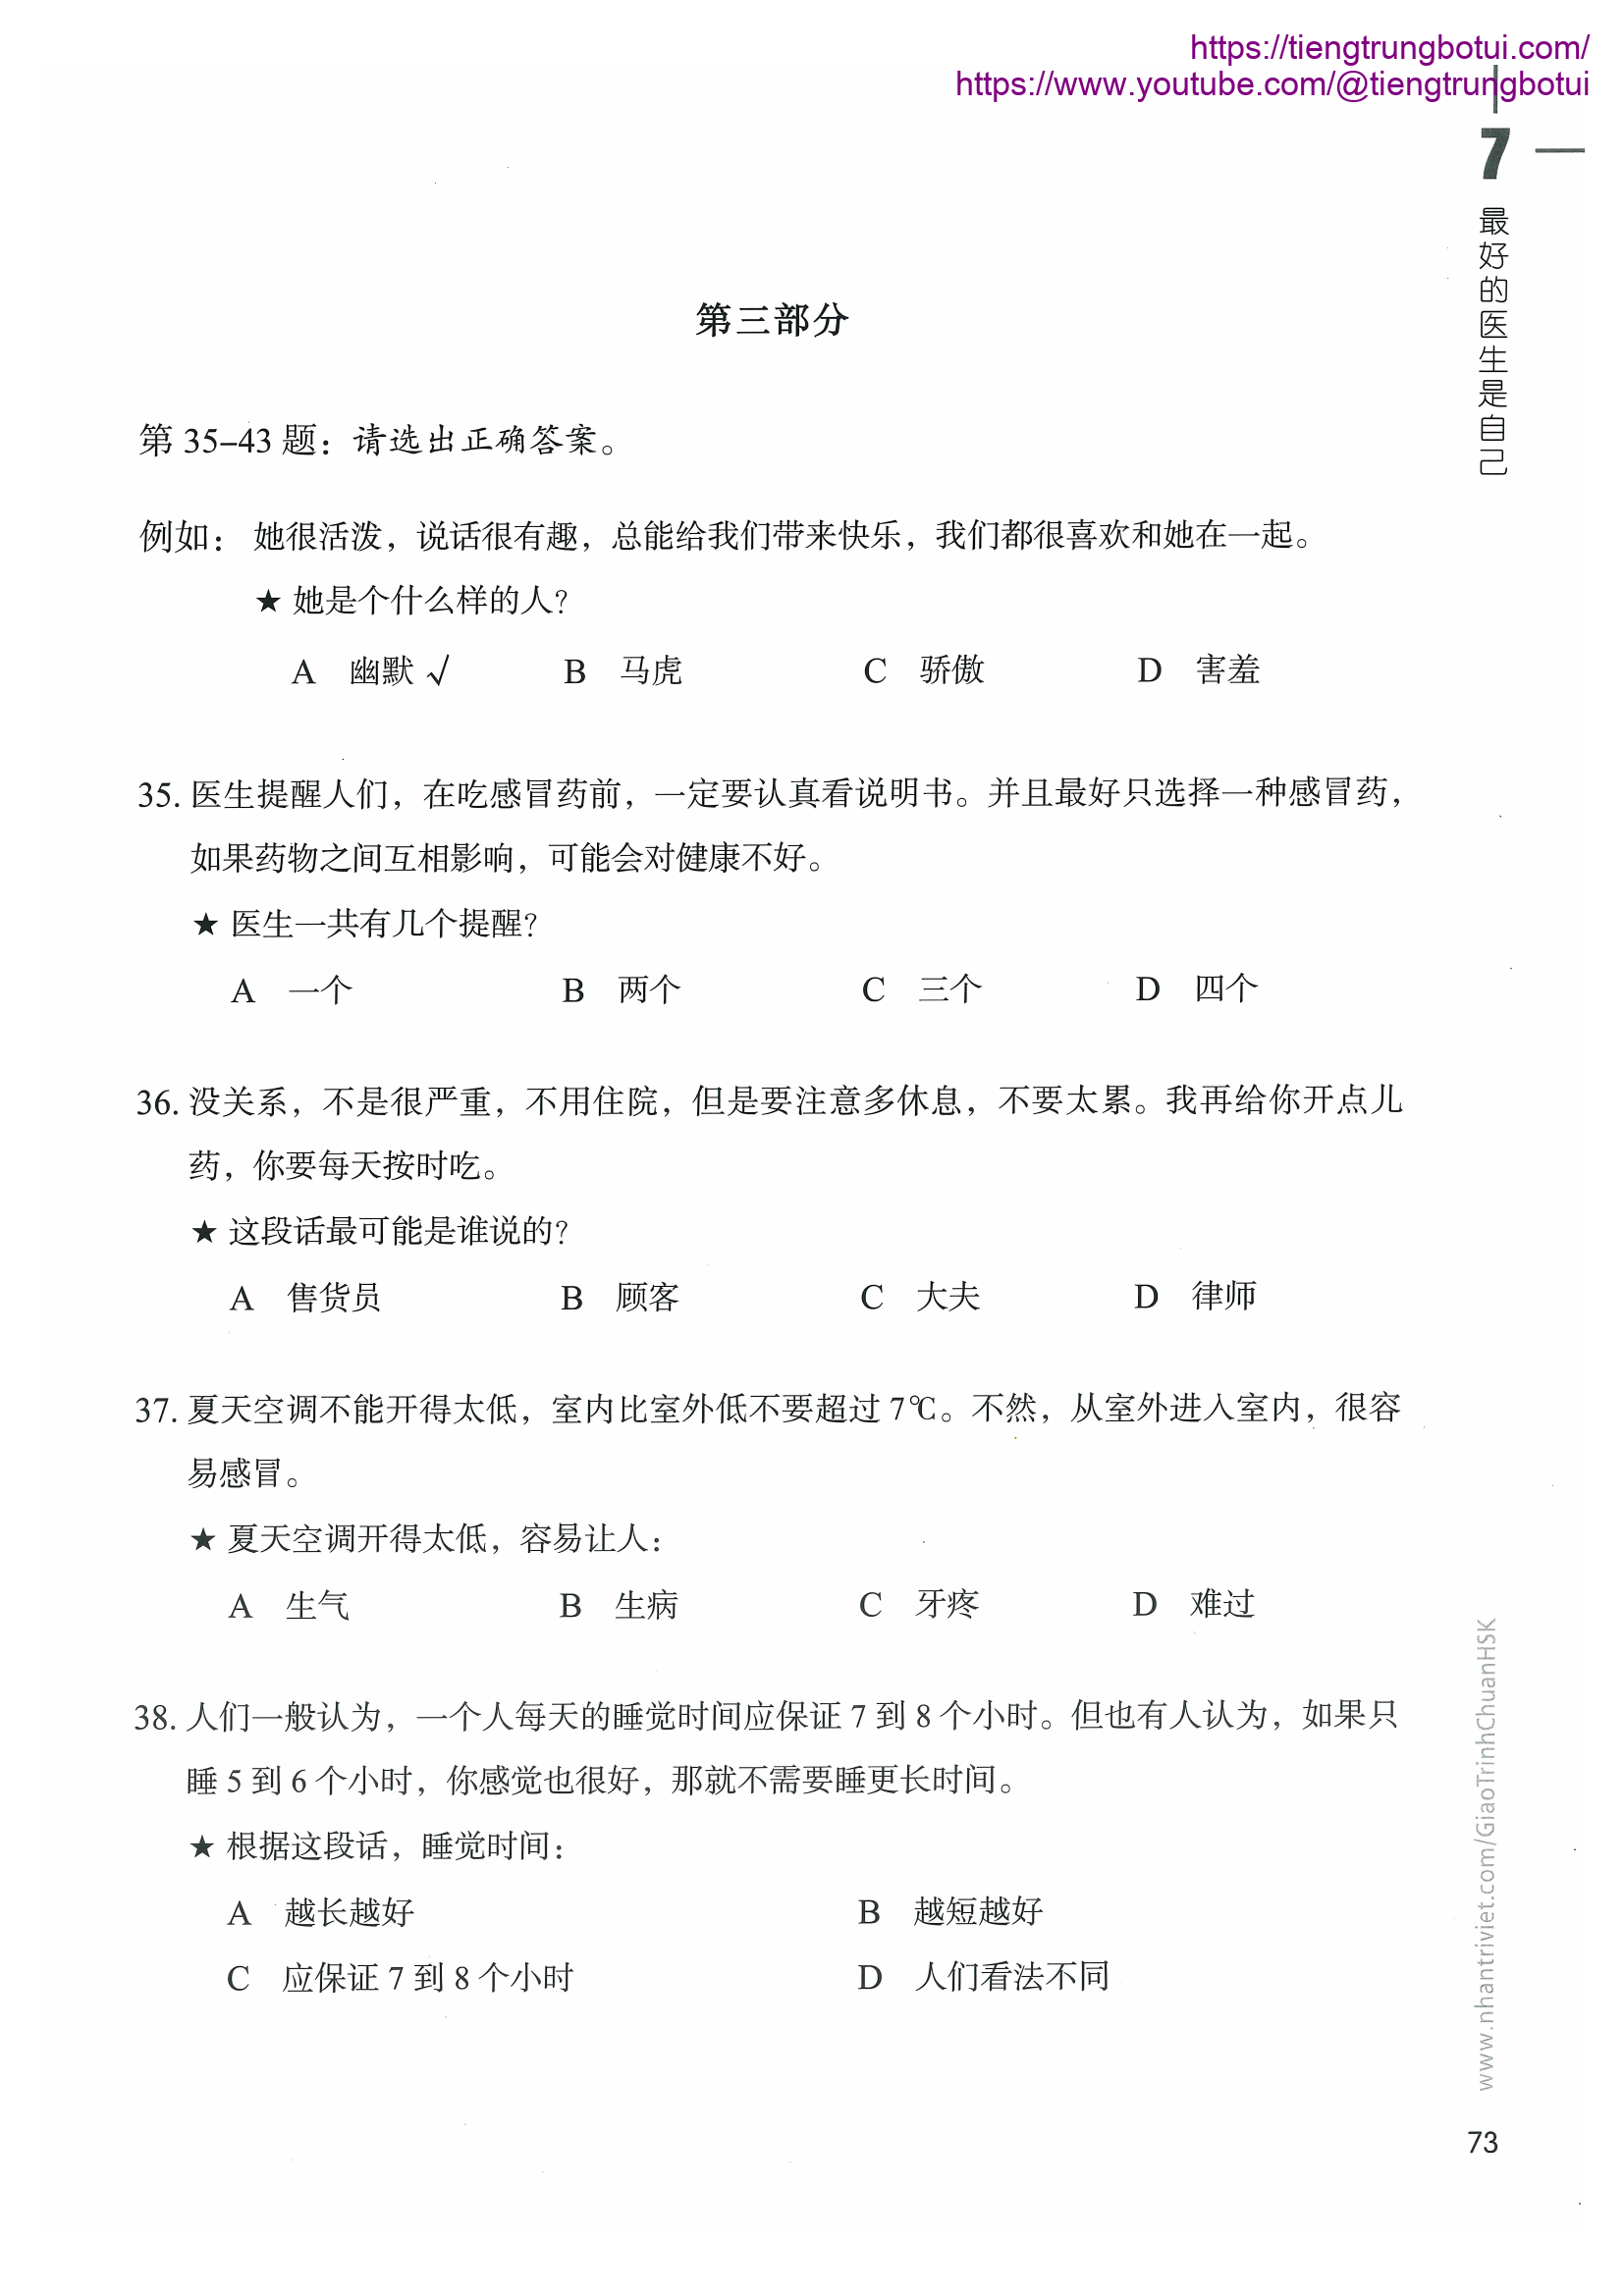 https://tiengtrungbotui.com/
https://www.youtube.com/@tiengtrungbotui
7
最好的医生是自己
第三部分
第 35–43 题：请选出正确答案。
例如： 她很活泼，说话很有趣，总能给我们带来快乐，我们都很喜欢和她在一起。
★ 她是个什么样的人？
A 幽默 √ B 马虎 C 骄傲 D 害羞
35. 医生提醒人们，在吃感冒药前，一定要认真看说明书。并且最好只选择一种感冒药，
如果药物之间互相影响，可能会对健康不好。
★ 医生一共有几个提醒？
A 一个 B 两个 C 三个 D 四个
36. 没关系，不是很严重，不用住院，但是要注意多休息，不要太累。我再给你开点儿
药，你要每天按时吃。
★ 这段话最可能是谁说的？
A 售货员 B 顾客 C 大夫 D 律师
37. 夏天空调不能开得太低，室内比室外低不要超过 7℃。不然，从室外进入室内，很容
易感冒。
★ 夏天空调开得太低，容易让人：
A 生气 B 生病 C 牙疼 D 难过
38. 人们一般认为，一个人每天的睡觉时间应保证 7 到 8 个小时。但也有人认为，如果只
睡 5 到 6 个小时，你感觉也很好，那就不需要睡更长时间。
★ 根据这段话，睡觉时间：
A 越长越好 B 越短越好
C 应保证 7 到 8 个小时 D 人们看法不同
www.nhantriviet.com/GiaoTrinhChuanHSK
73